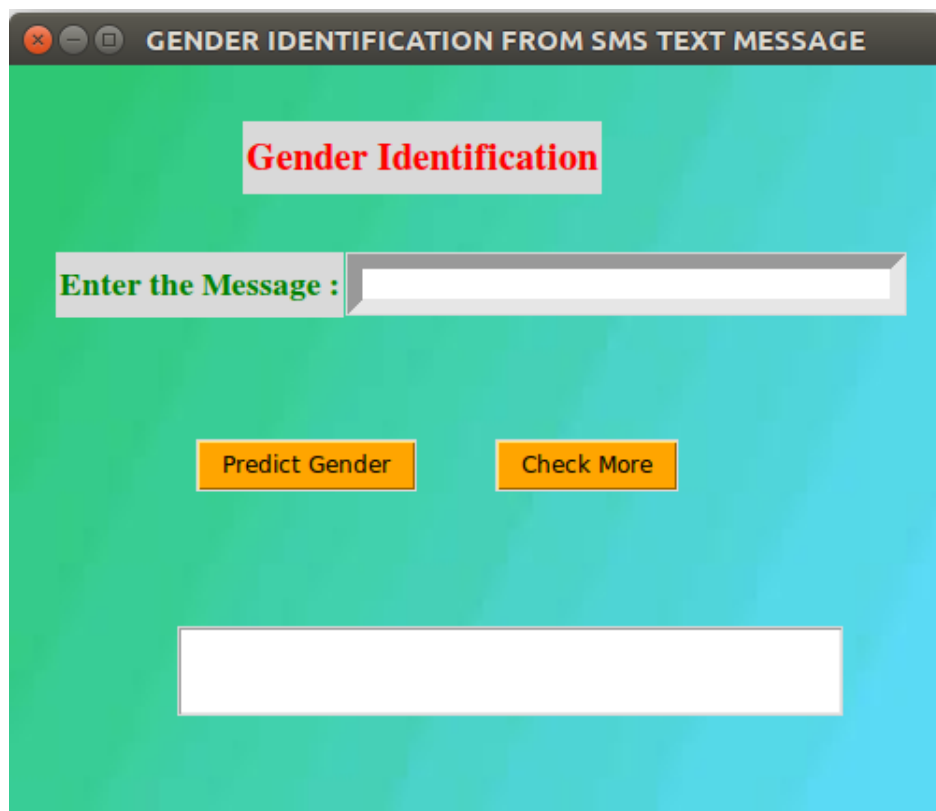 GENDER IDENTIFICATION FROM SMS TEXT MESSAGE
Gender Identification
Enter the Message :
Predict Gender
Check More